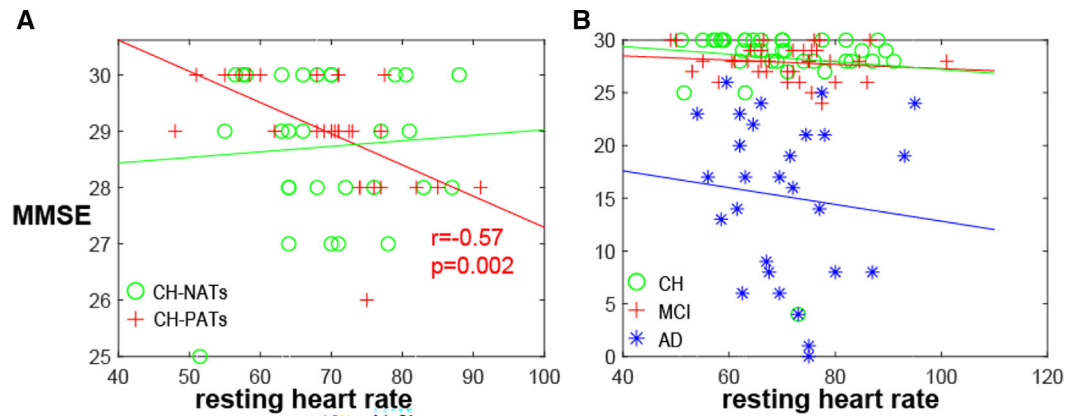 A
30
29
28
27
26
25
MMSE
r=-0.57
p=0.002
CH-NATs
CH-PATs
40 50 60 70 80 90 100
resting heart rate
B
30
25
20
15
10
5
0
CH
MCI
AD
40 60 80 100 120
resting heart rate